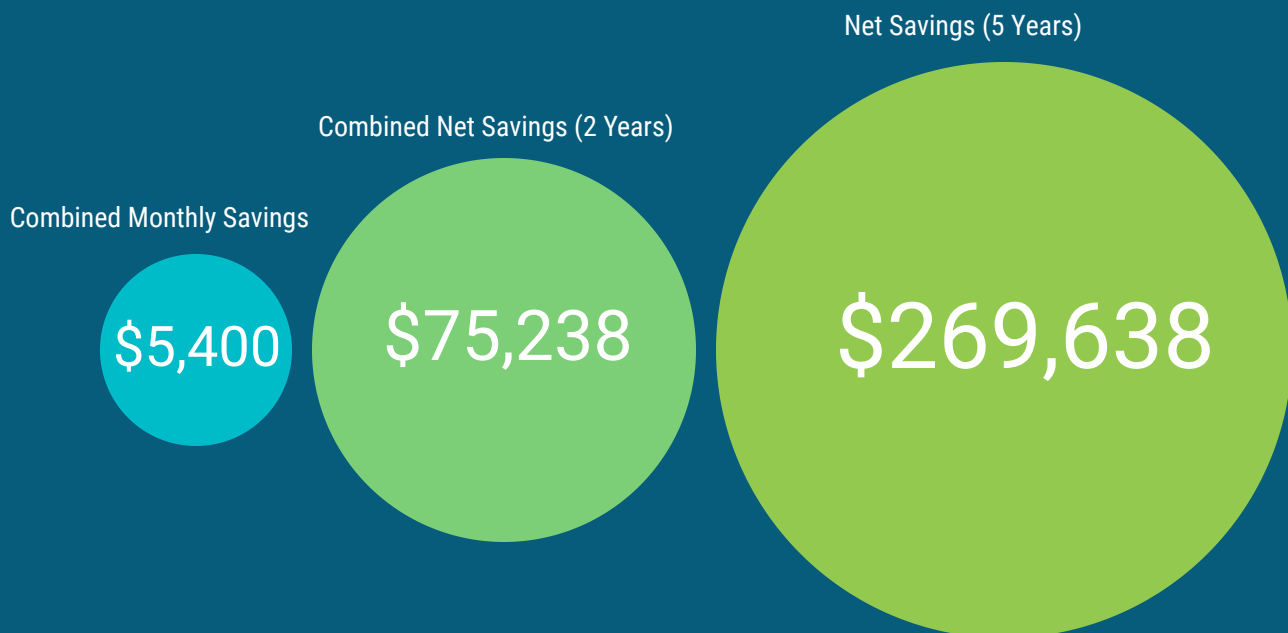 Net Savings (5 Years)
Combined Net Savings (2 Years)
Combined Monthly Savings
$5,400
$75,238
$269,638